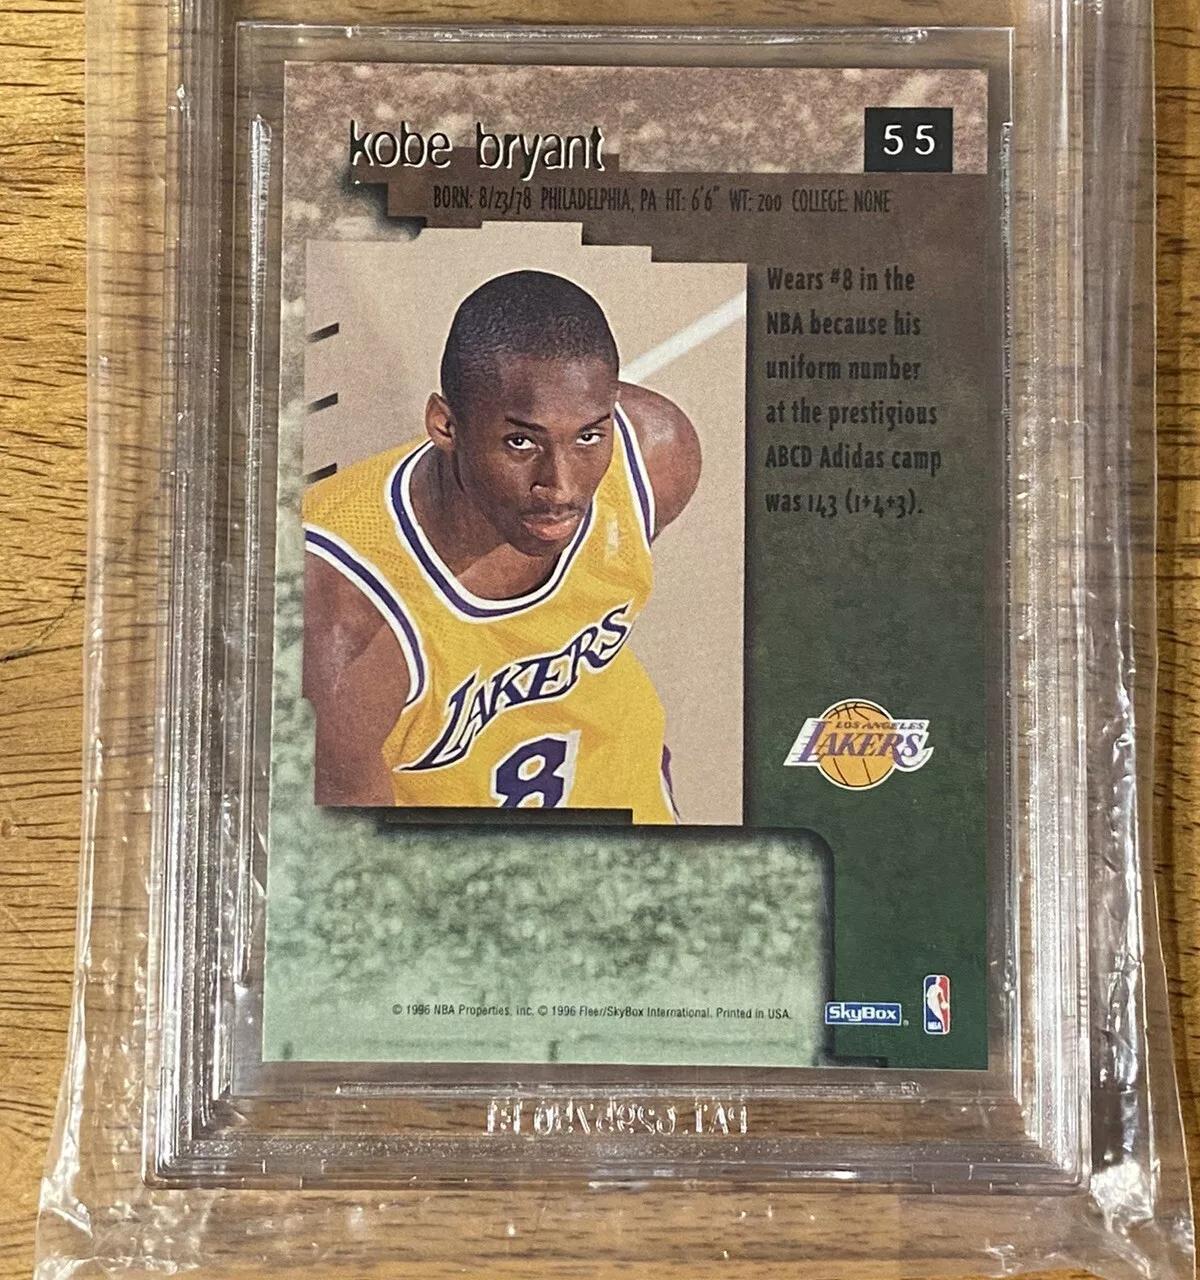 kobe bryant
55
BORN: 8/23/78 PHILADELPHIA, PA HT: 6'6" WT: 200 COLLEGE: NONE
Wears #8 in the
NBA because his
uniform number
at the prestigious
ABCD Adidas camp
was 143 (1+4+3).
LAKERS
8
LOS ANGELES
LAKERS
© 1996 NBA Properties, Inc. © 1996 Fleer/SkyBox International. Printed in USA.
SkyBox
NBA